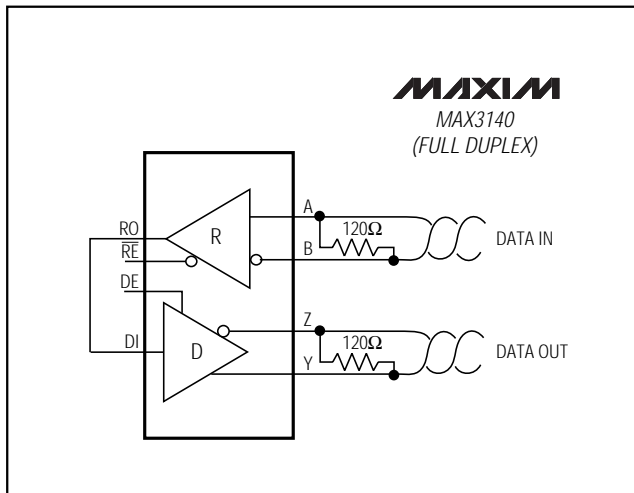 MAXIM
MAX3140
(FULL DUPLEX)
A
RO
120Ω
R
DATA IN
RE
B
DE
Z
120Ω
DI
D
DATA OUT
Y